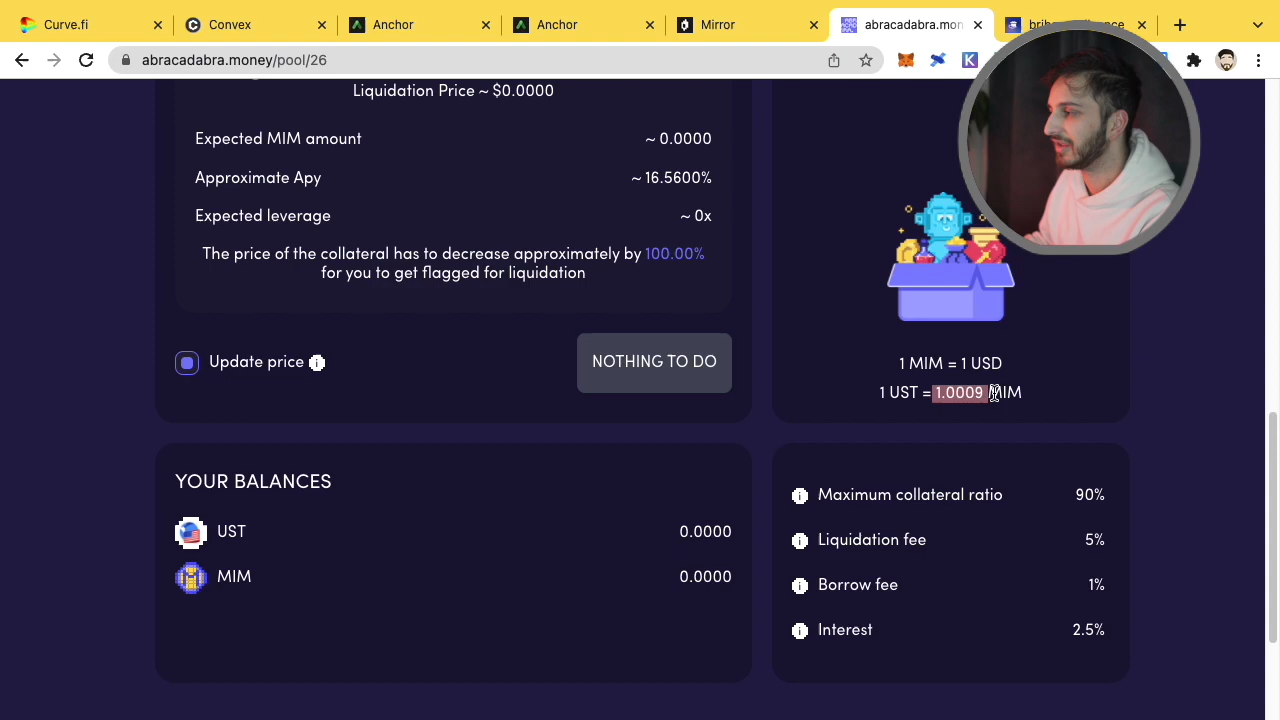 Curve.fi
Convex
Anchor
Anchor
Mirror
abracadabra.mon
abracadabra.money/pool/26
Liquidation Price ~ $0.0000
Expected MIM amount ~ 0.0000
Approximate Apy ~ 16.5600%
Expected leverage ~ 0x
The price of the collateral has to decrease approximately by 100.00%
for you to get flagged for liquidation
Update price
NOTHING TO DO
1 MIM = 1 USD
1 UST = 1.0009 MIM
YOUR BALANCES
UST 0.0000
MIM 0.0000
Maximum collateral ratio 90%
Liquidation fee 5%
Borrow fee 1%
Interest 2.5%